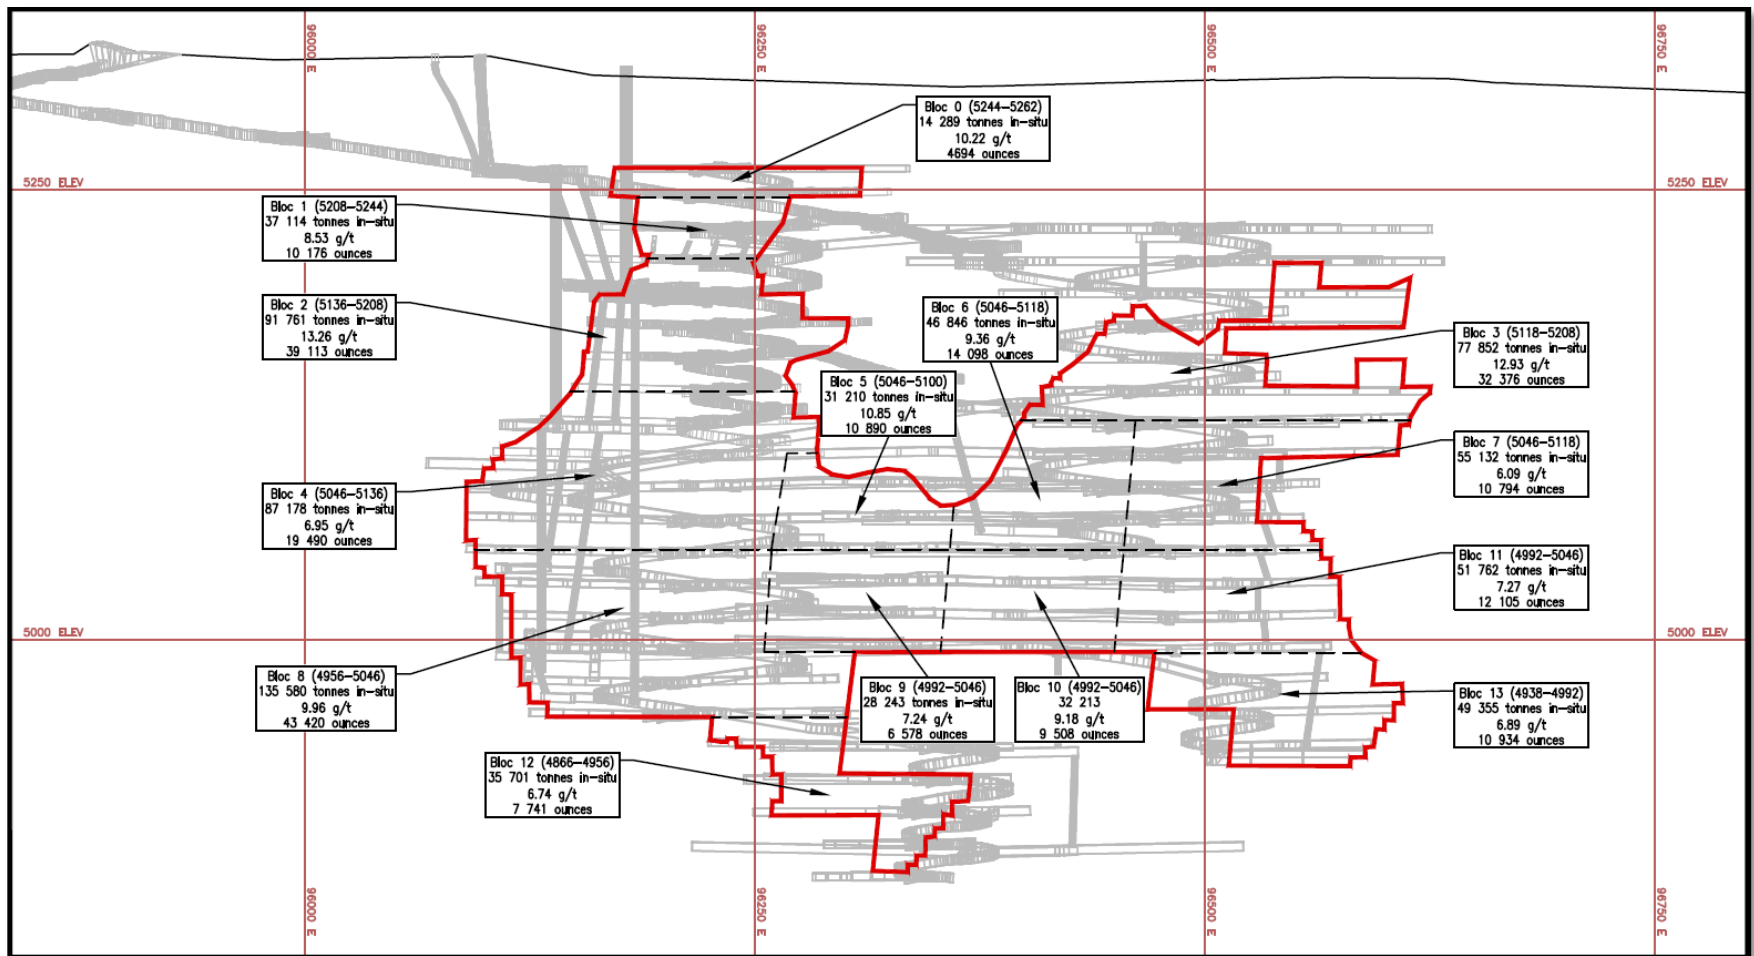 96000 E
96250 E
96500 E
96750 E
Bloc 0 (5244-5262)
14 289 tonnes in-situ
10.22 g/t
4694 ounces
5250 ELEV
5250 ELEV
Bloc 1 (5208-5244)
37 114 tonnes in-situ
8.53 g/t
10 176 ounces
Bloc 2 (5136-5208)
91 761 tonnes in-situ
13.26 g/t
39 113 ounces
Bloc 6 (5046-5118)
46 846 tonnes in-situ
9.36 g/t
14 098 ounces
Bloc 3 (5118-5208)
77 852 tonnes in-situ
12.93 g/t
32 376 ounces
Bloc 5 (5046-5100)
31 210 tonnes in-situ
10.85 g/t
10 890 ounces
Bloc 7 (5046-5118)
55 132 tonnes in-situ
6.09 g/t
10 794 ounces
Bloc 4 (5046-5136)
87 178 tonnes in-situ
6.95 g/t
19 490 ounces
Bloc 11 (4992-5046)
51 762 tonnes in-situ
7.27 g/t
12 105 ounces
5000 ELEV
5000 ELEV
Bloc 8 (4956-5046)
135 580 tonnes in-situ
9.96 g/t
43 420 ounces
Bloc 9 (4992-5046)
28 243 tonnes in-situ
7.24 g/t
6 578 ounces
Bloc 10 (4992-5046)
32 213
9.18 g/t
9 508 ounces
Bloc 13 (4938-4992)
49 355 tonnes in-situ
6.89 g/t
10 934 ounces
Bloc 12 (4866-4956)
35 701 tonnes in-situ
6.74 g/t
7 741 ounces
96000 E
96250 E
96500 E
96750 E